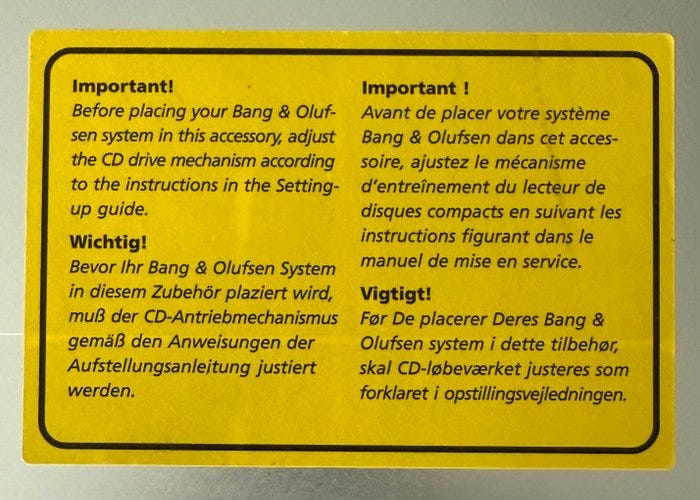 Important!
Before placing your Bang & Oluf-
sen system in this accessory, adjust
the CD drive mechanism according
to the instructions in the Setting-
up guide.
Wichtig!
Bevor Ihr Bang & Olufsen System
in diesem Zubehör plaziert wird,
muß der CD-Antriebmechanismus
gemäß den Anweisungen der
Aufstellungsanleitung justiert
werden.
Important !
Avant de placer votre système
Bang & Olufsen dans cet acces-
soire, ajustez le mécanisme
d'entreînement du lecteur de
disques compacts en suivant les
instructions figurant dans le
manuel de mise en service.
Vigtigt!
Før De placerer Deres Bang &
Olufsen system i dette tilbehør,
skal CD-løbeværket justeres som
forklaret i opstillingsvejledningen.